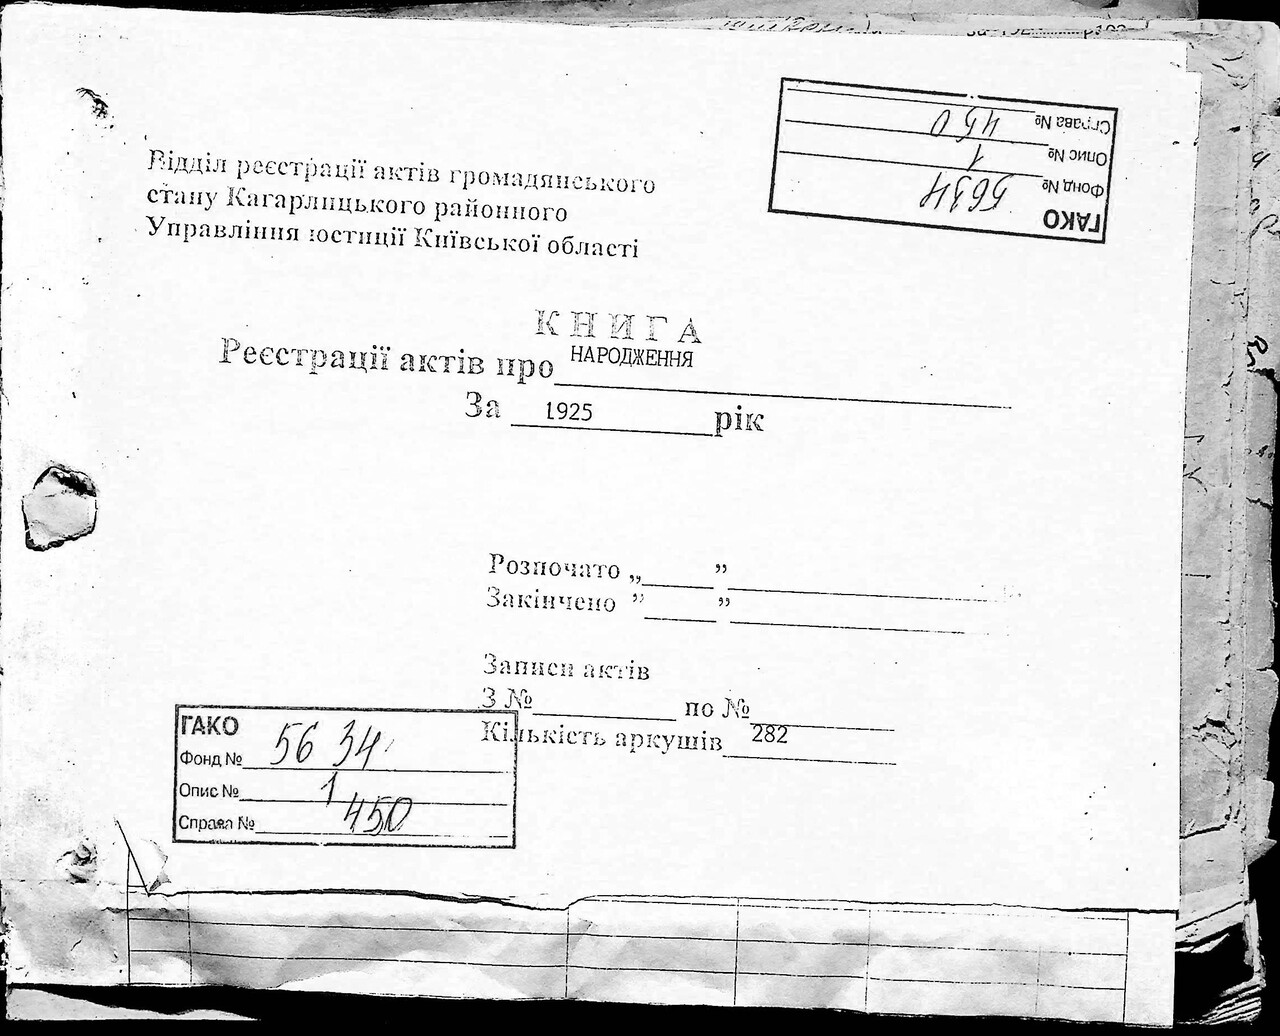 ГАКО
Фонд № 5634
Опис № 1
Справа № 450
Відділ реєстрації актів громадянського
стану Кагарлицького районного
Управління юстиції Київської області
КНИГА
Реєстрації актів про НАРОДЖЕННЯ
За 1925 рік
Розпочато „ ”
Закінчено ” ”
Записи актів
З № по №
Кількість аркушів 282
ГАКО
Фонд № 5634
Опис № 1
Справа № 450